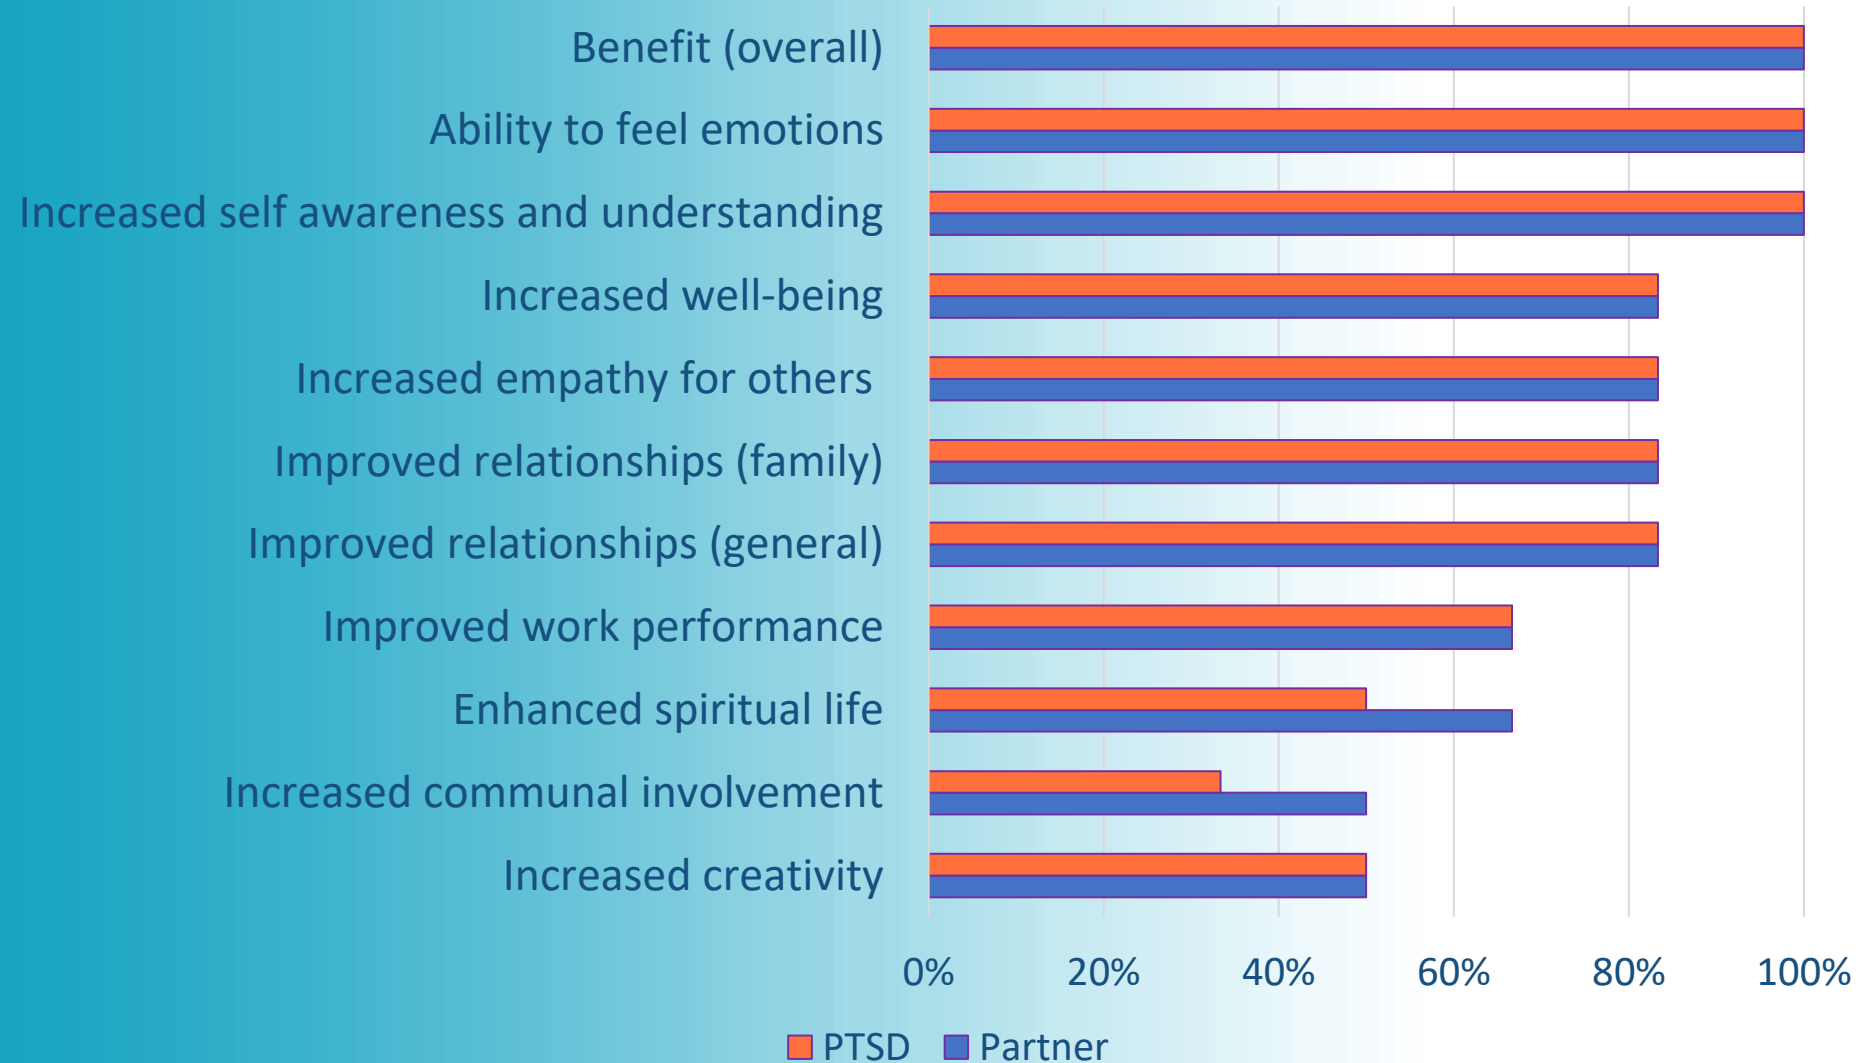 Benefit (overall)
Ability to feel emotions
Increased self awareness and understanding
Increased well-being
Increased empathy for others
Improved relationships (family)
Improved relationships (general)
Improved work performance
Enhanced spiritual life
Increased communal involvement
Increased creativity
0% 20% 40% 60% 80% 100%
PTSD Partner